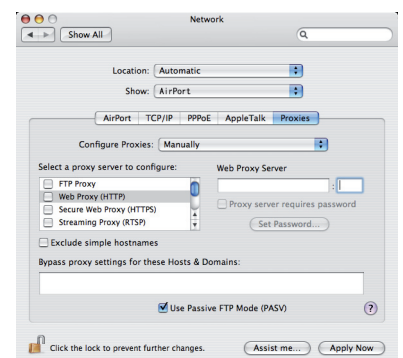 Network
Show All
Location: Automatic
Show: AirPort
AirPort TCP/IP PPPoE AppleTalk Proxies
Configure Proxies: Manually
Select a proxy server to configure: Web Proxy Server
FTP Proxy
:
Web Proxy (HTTP)
Proxy server requires password
Secure Web Proxy (HTTPS)
Streaming Proxy (RTSP)
Set Password...
Exclude simple hostnames
Bypass proxy settings for these Hosts & Domains:
Use Passive FTP Mode (PASV)
?
Click the lock to prevent further changes.
Assist me...
Apply Now